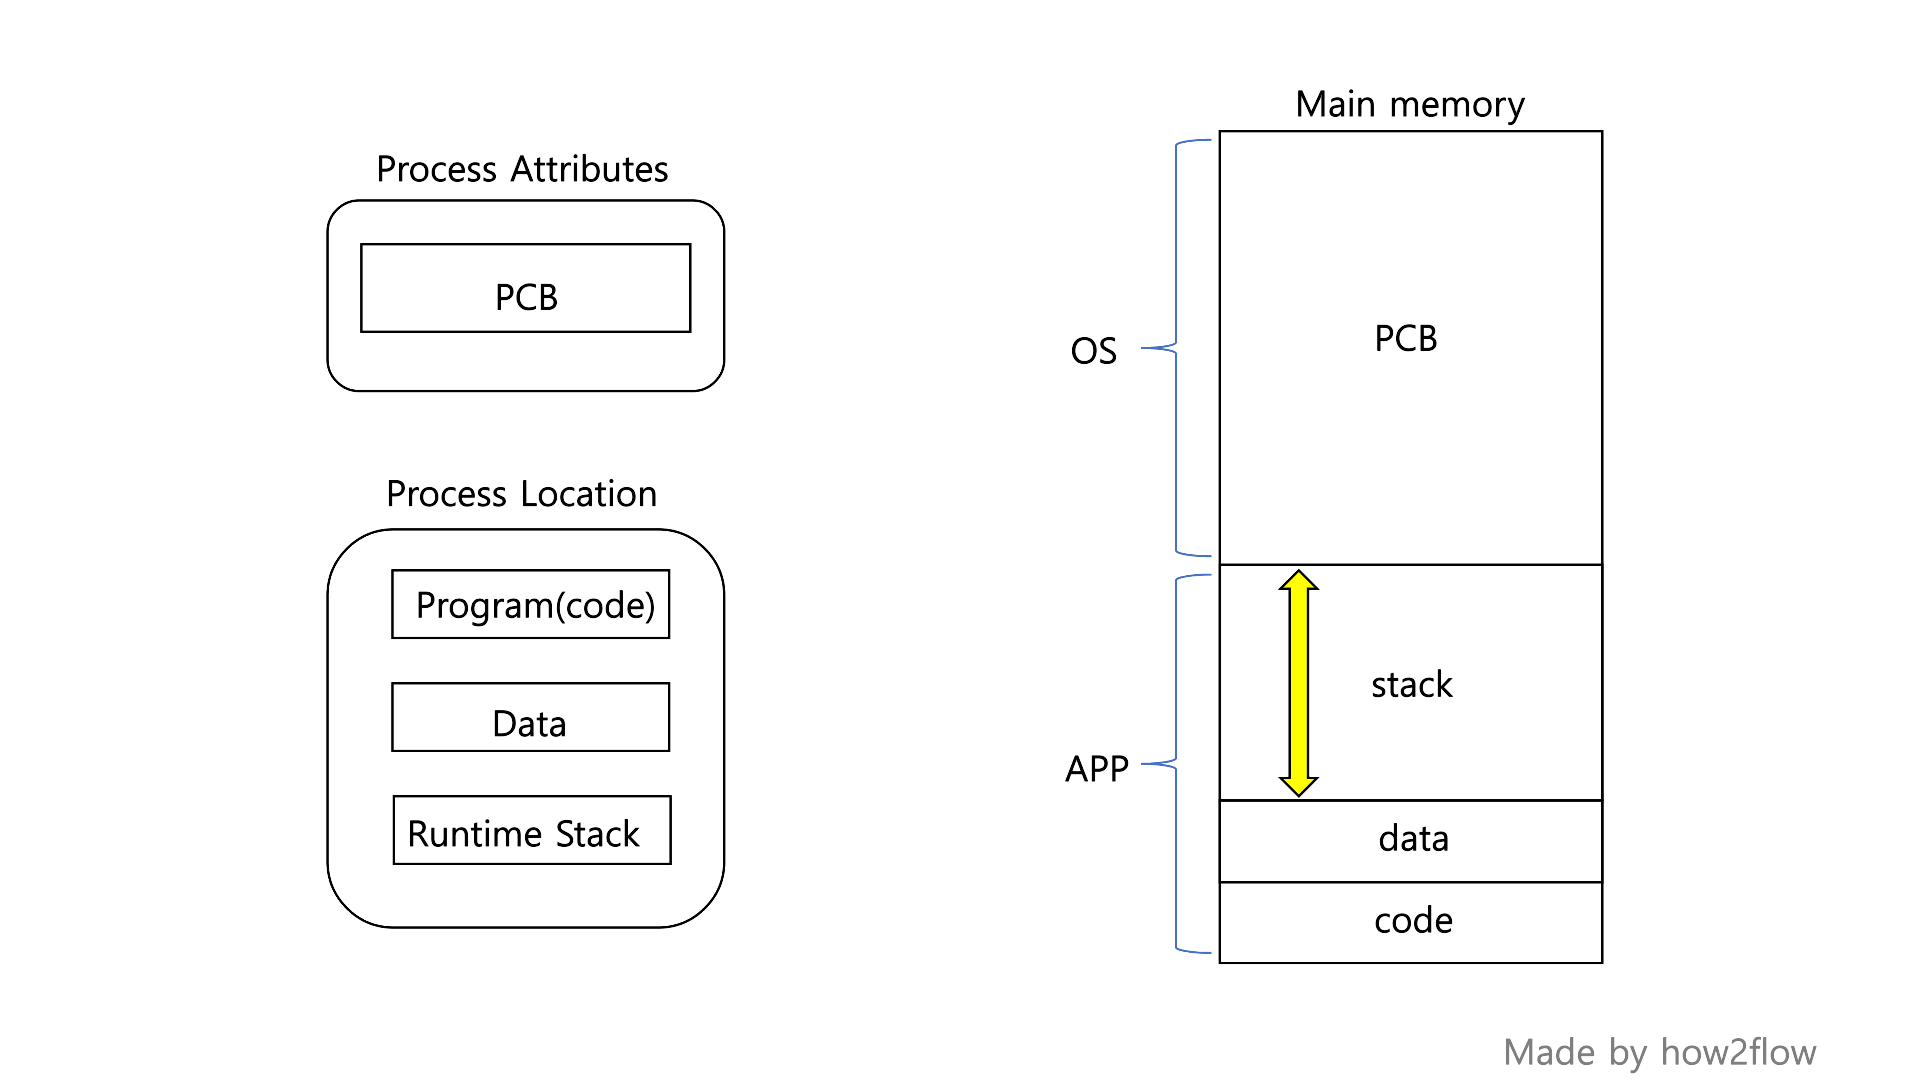 Process Attributes
PCB
Process Location
Program(code)
Data
Runtime Stack
Main memory
OS
PCB
APP
stack
data
code
Made by how2flow